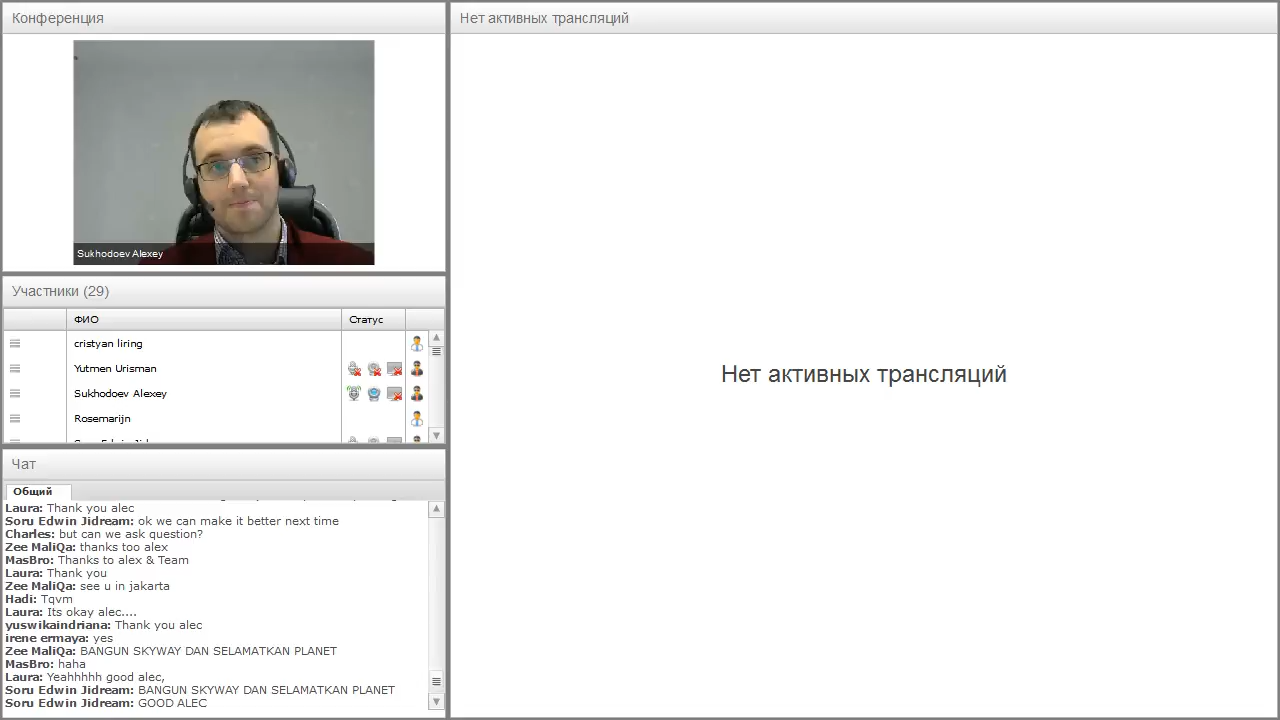 Конференция
Sukhodoev Alexey
Участники (29)
ФИО
Статус
cristyan liring
Yutmen Urisman
Sukhodoev Alexey
Rosemarijn
Чат
Общий
Laura: Thank you alec
Soru Edwin Jidream: ok we can make it better next time
Charles: but can we ask question?
Zee MaliQa: thanks too alex
MasBro: Thanks to alex & Team
Laura: Thank you
Zee MaliQa: see u in jakarta
Hadi: Tqvm
Laura: Its okay alec....
yuswikaindriana: Thank you alec
irene ermaya: yes
Zee MaliQa: BANGUN SKYWAY DAN SELAMATKAN PLANET
MasBro: haha
Laura: Yeahhhhh good alec,
Soru Edwin Jidream: BANGUN SKYWAY DAN SELAMATKAN PLANET
Soru Edwin Jidream: GOOD ALEC
Нет активных трансляций
Нет активных трансляций